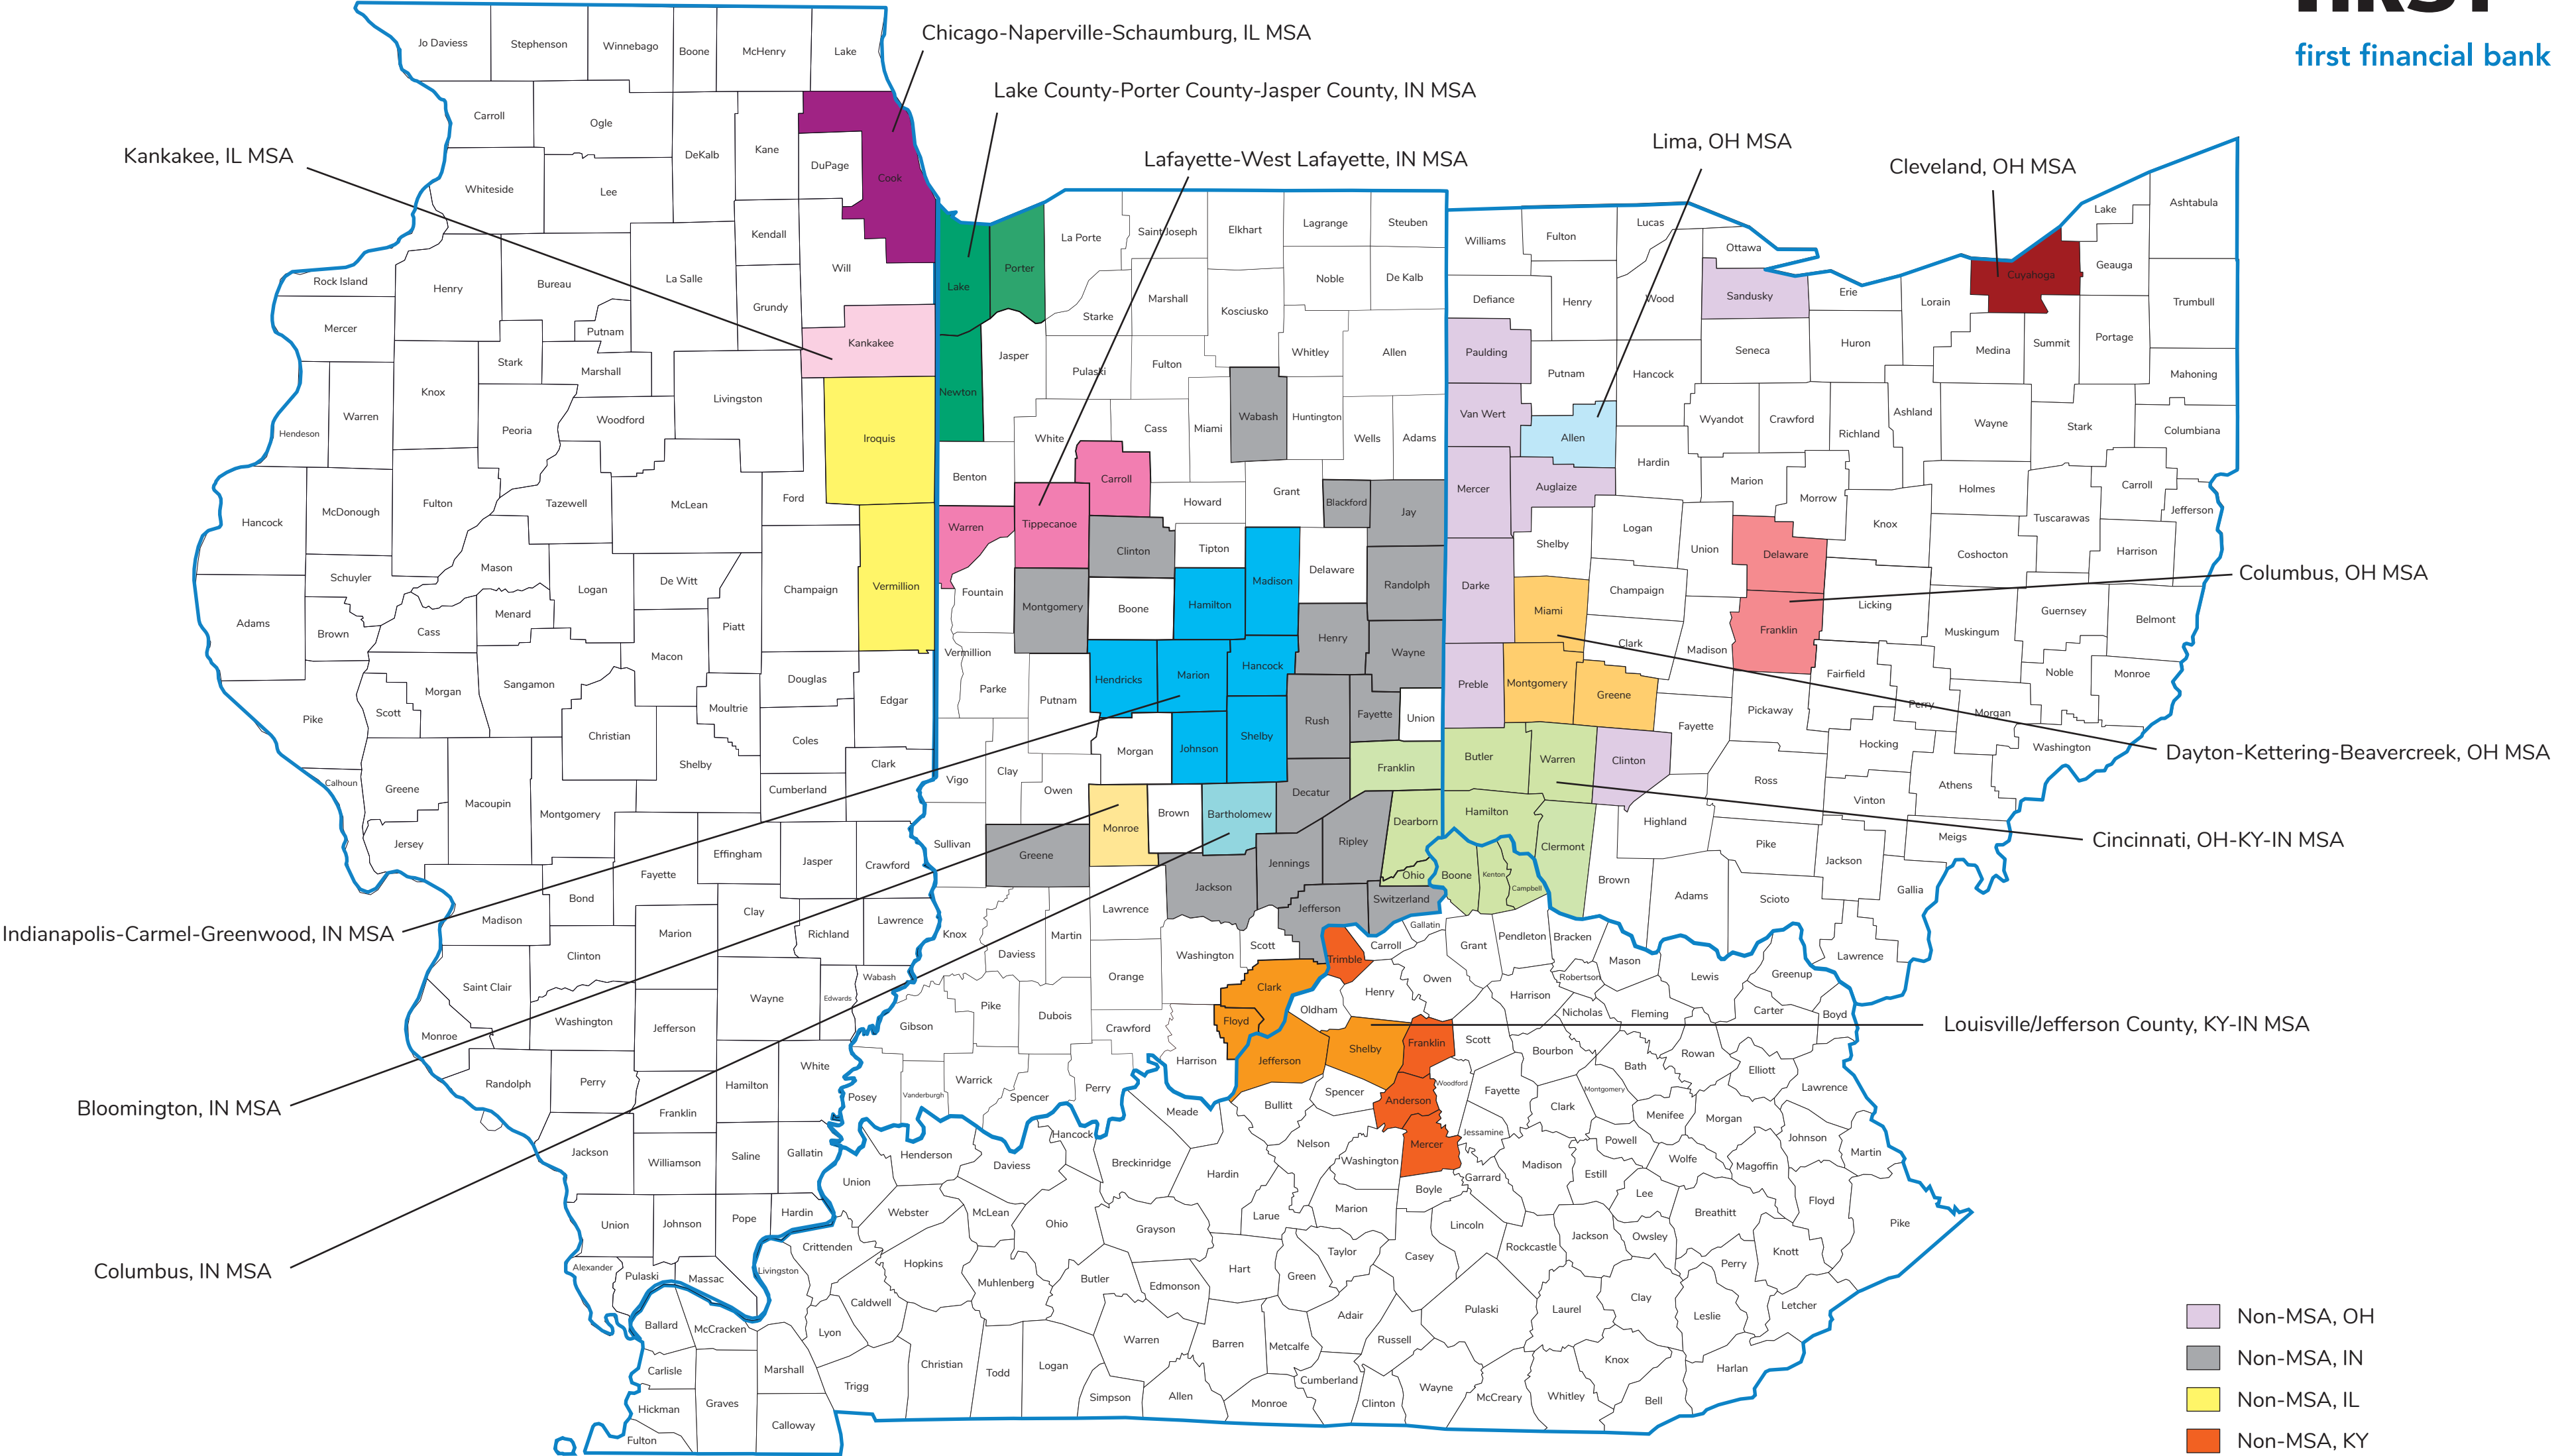 first financial bank
Chicago-Naperville-Schaumburg, IL MSA
Lake County-Porter County-Jasper County, IN MSA
Lafayette-West Lafayette, IN MSA
Lima, OH MSA
Cleveland, OH MSA
Kankakee, IL MSA
Columbus, OH MSA
Dayton-Kettering-Beavercreek, OH MSA
Cincinnati, OH-KY-IN MSA
Louisville/Jefferson County, KY-IN MSA
Indianapolis-Carmel-Greenwood, IN MSA
Bloomington, IN MSA
Columbus, IN MSA
Non-MSA, OH
Non-MSA, IN
Non-MSA, IL
Non-MSA, KY
Jo Daviess
Stephenson
Winnebago
Boone
McHenry
Lake
Carroll
Ogle
DeKalb
Kane
DuPage
Cook
Whiteside
Lee
Kendall
Will
Rock Island
Henry
Bureau
La Salle
Grundy
Mercer
Putnam
Kankakee
Stark
Marshall
Knox
Livingston
Hendeson
Warren
Peoria
Woodford
Iroquis
Hancock
McDonough
Fulton
Tazewell
McLean
Ford
Schuyler
Mason
Logan
De Witt
Champaign
Vermillion
Adams
Brown
Cass
Menard
Piatt
Macon
Pike
Scott
Morgan
Sangamon
Christian
Moultrie
Douglas
Edgar
Coles
Shelby
Clark
Cumberland
Calhoun
Greene
Macoupin
Montgomery
Jersey
Effingham
Jasper
Crawford
Fayette
Bond
Madison
Clay
Richland
Lawrence
Marion
Clinton
Saint Clair
Wabash
Edwards
Wayne
Washington
Jefferson
Monroe
Randolph
Perry
White
Hamilton
Franklin
Jackson
Williamson
Saline
Gallatin
Union
Johnson
Pope
Hardin
Alexander
Pulaski
Massac
Lake
Porter
La Porte
Saint Joseph
Elkhart
Lagrange
Steuben
Noble
De Kalb
Starke
Marshall
Kosciusko
Newton
Jasper
Pulaski
Fulton
Whitley
Allen
Wabash
Huntington
Wells
Adams
White
Cass
Miami
Benton
Carroll
Howard
Grant
Blackford
Jay
Warren
Tippecanoe
Clinton
Tipton
Madison
Delaware
Randolph
Fountain
Montgomery
Boone
Hamilton
Henry
Wayne
Vermillion
Hendricks
Marion
Hancock
Parke
Putnam
Rush
Fayette
Union
Morgan
Johnson
Shelby
Vigo
Clay
Owen
Franklin
Decatur
Monroe
Brown
Bartholomew
Dearborn
Sullivan
Greene
Jennings
Ripley
Ohio
Jackson
Jefferson
Switzerland
Knox
Daviess
Martin
Lawrence
Washington
Scott
Orange
Clark
Floyd
Gibson
Pike
Dubois
Crawford
Harrison
Posey
Vanderburgh
Warrick
Spencer
Perry
Williams
Fulton
Lucas
Ottawa
Lake
Ashtabula
Geauga
Cuyahoga
Sandusky
Erie
Lorain
Trumbull
Defiance
Henry
Wood
Paulding
Putnam
Hancock
Seneca
Huron
Medina
Summit
Portage
Mahoning
Van Wert
Allen
Wyandot
Crawford
Richland
Ashland
Wayne
Stark
Columbiana
Mercer
Auglaize
Hardin
Marion
Morrow
Knox
Holmes
Tuscarawas
Carroll
Jefferson
Shelby
Logan
Union
Delaware
Coshocton
Harrison
Darke
Miami
Champaign
Licking
Guernsey
Belmont
Clark
Madison
Franklin
Muskingum
Preble
Montgomery
Greene
Fairfield
Perry
Noble
Monroe
Morgan
Fayette
Pickaway
Hocking
Washington
Butler
Warren
Clinton
Ross
Vinton
Athens
Hamilton
Clermont
Highland
Pike
Jackson
Meigs
Brown
Adams
Scioto
Gallia
Lawrence
Boone
Kenton
Campbell
Gallatin
Carroll
Trimble
Grant
Pendleton
Bracken
Owen
Henry
Oldham
Robertson
Mason
Lewis
Greenup
Harrison
Nicholas
Fleming
Carter
Boyd
Jefferson
Shelby
Franklin
Scott
Bourbon
Bath
Rowan
Elliott
Lawrence
Spencer
Bullitt
Anderson
Woodford
Fayette
Montgomery
Clark
Menifee
Morgan
Johnson
Martin
Meade
Nelson
Washington
Mercer
Jessamine
Powell
Wolfe
Magoffin
Madison
Estill
Hancock
Henderson
Daviess
Breckinridge
Hardin
Union
Webster
McLean
Ohio
Grayson
Larue
Marion
Boyle
Garrard
Lincoln
Rockcastle
Jackson
Lee
Owsley
Breathitt
Floyd
Pike
Knott
Perry
Letcher
Crittenden
Livingston
Hopkins
Muhlenberg
Butler
Edmonson
Hart
Green
Taylor
Casey
Adair
Pulaski
Laurel
Clay
Leslie
Caldwell
Lyon
Ballard
McCracken
Carlisle
Marshall
Hickman
Graves
Fulton
Calloway
Trigg
Christian
Todd
Logan
Warren
Simpson
Allen
Barren
Metcalfe
Cumberland
Monroe
Russell
Clinton
Wayne
McCreary
Whitley
Knox
Bell
Harlan